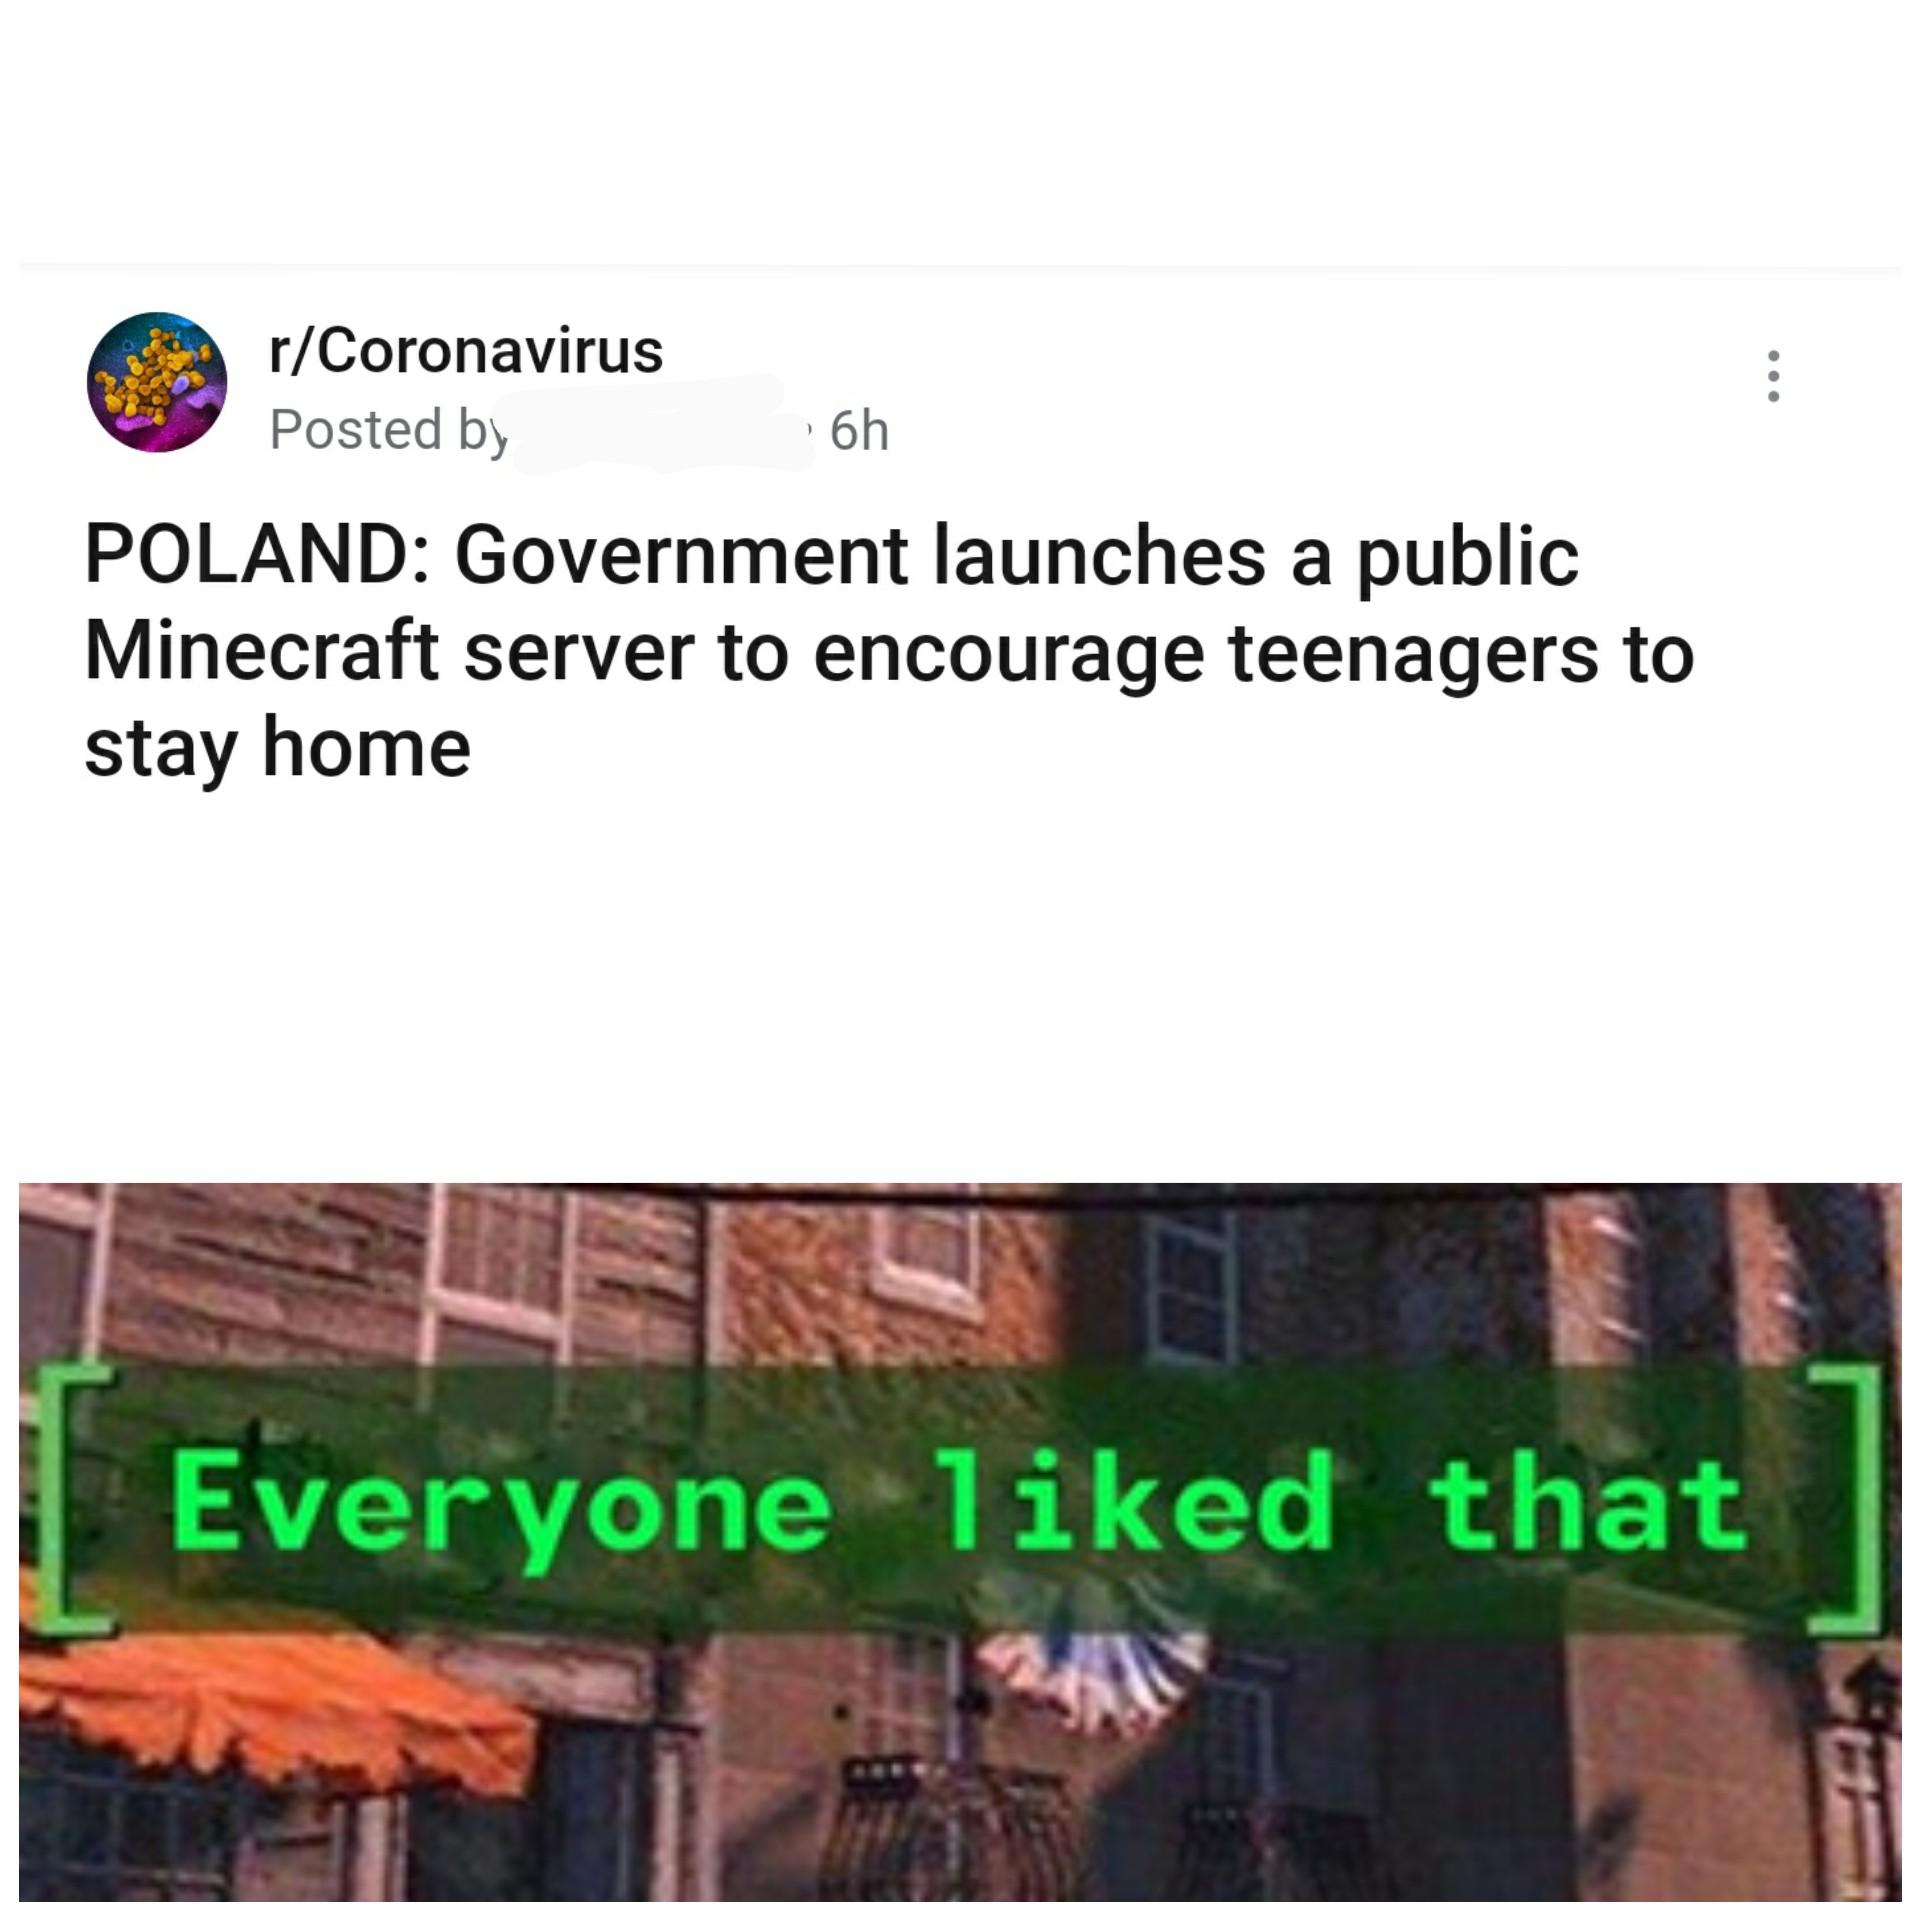 r/Coronavirus
Posted by 6h
POLAND: Government launches a public
Minecraft server to encourage teenagers to
stay home
[Everyone liked that]